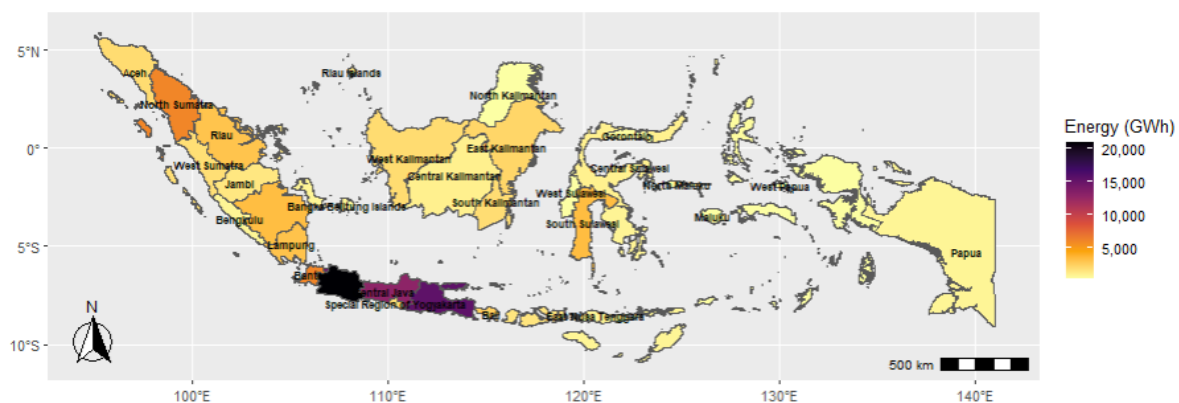 5°N
0°
5°S
10°S
100°E
110°E
120°E
130°E
140°E
N
500 km
Energy (GWh)
20,000
15,000
10,000
5,000
Aceh
Riau Islands
North Sumatra
North Kalimantan
Riau
Gorontalo
East Kalimantan
West Kalimantan
West Sumatra
Central Sulawesi
Central Kalimantan
Jambi
North Maluku
West Papua
West Sulawesi
South Kalimantan
Bangka Belitung Islands
Bengkulu
Maluku
South Sulawesi
Lampung
Papua
Central Java
Special Region of Yogyakarta
Bali
East Nusa Tenggara